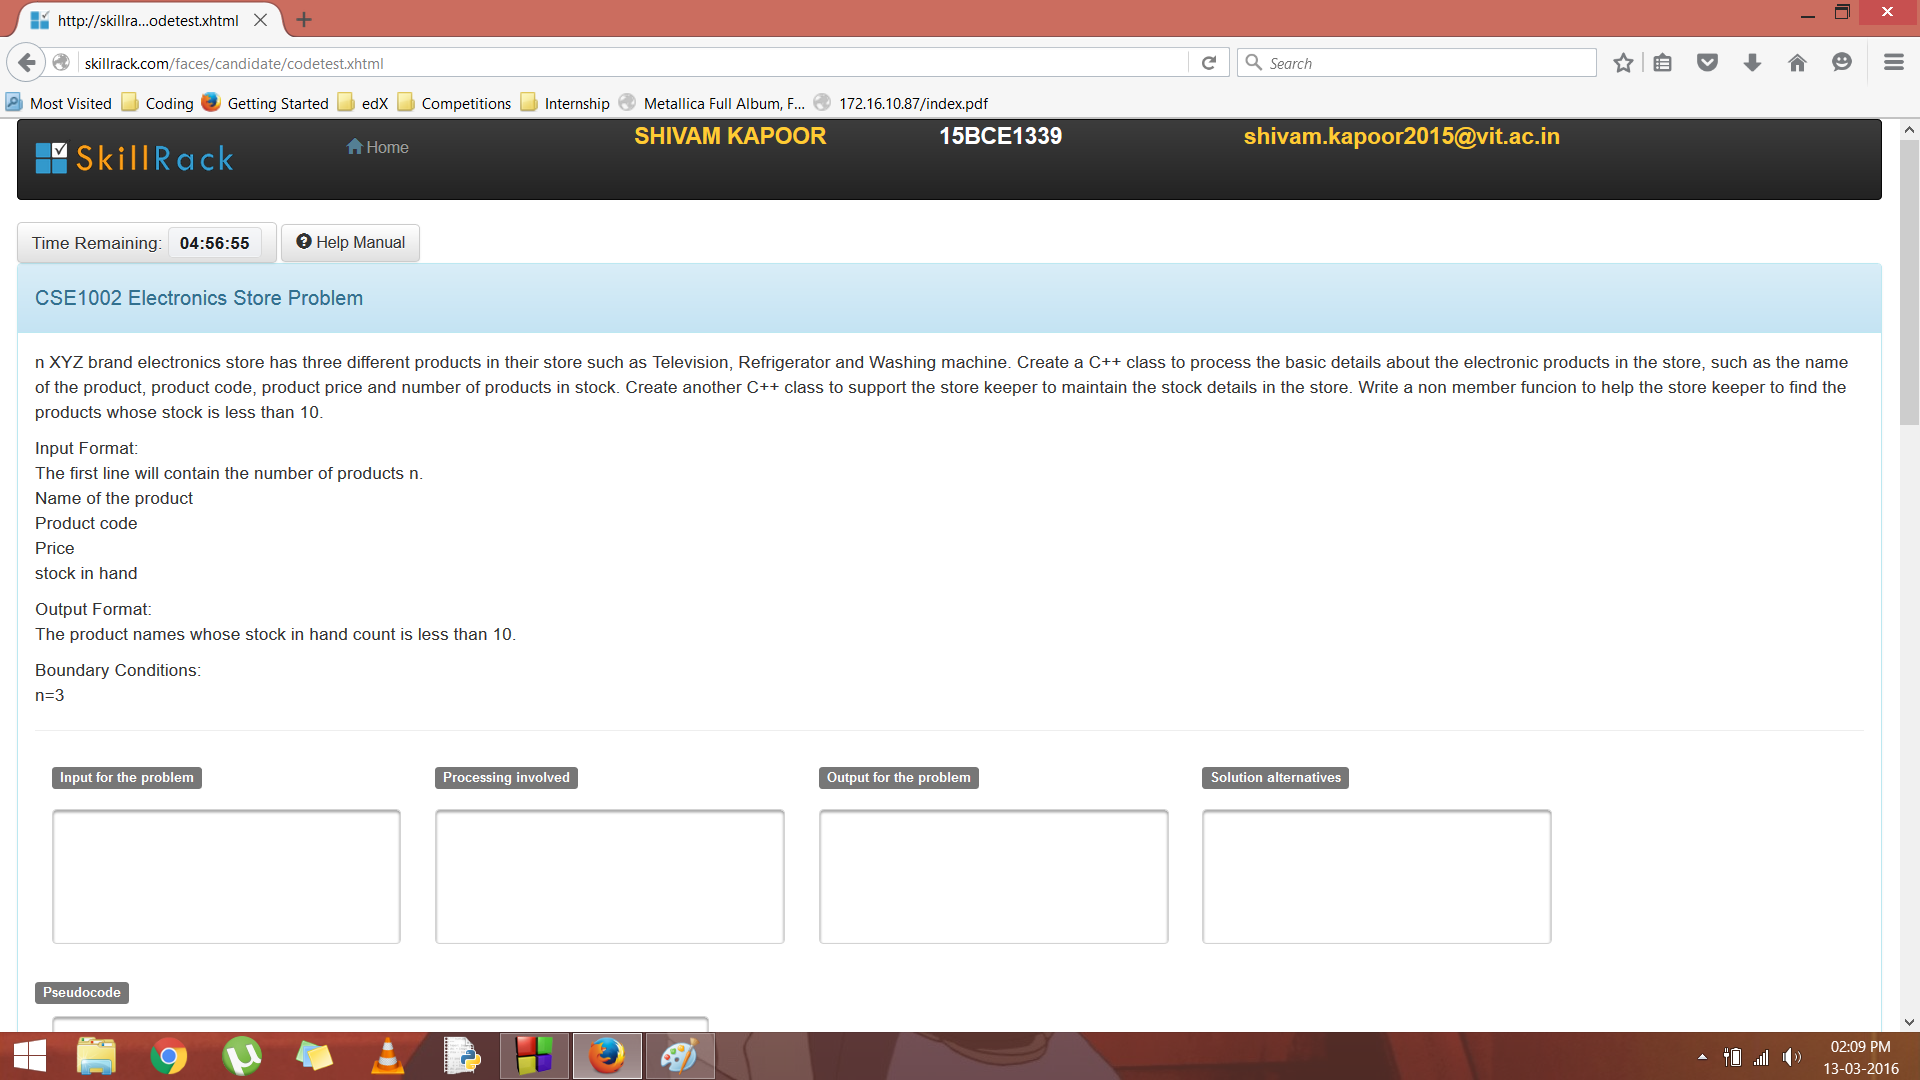 http://skillra...odetest.xhtml
skillrack.com/faces/candidate/codetest.xhtml
Search
Most Visited Coding Getting Started edX Competitions Internship Metallica Full Album, F... 172.16.10.87/index.pdf
SkillRack Home SHIVAM KAPOOR 15BCE1339 shivam.kapoor2015@vit.ac.in
Time Remaining: 04:56:55 Help Manual
CSE1002 Electronics Store Problem
n XYZ brand electronics store has three different products in their store such as Television, Refrigerator and Washing machine. Create a C++ class to process the basic details about the electronic products in the store, such as the name
of the product, product code, product price and number of products in stock. Create another C++ class to support the store keeper to maintain the stock details in the store. Write a non member funcion to help the store keeper to find the
products whose stock is less than 10.
Input Format:
The first line will contain the number of products n.
Name of the product
Product code
Price
stock in hand
Output Format:
The product names whose stock in hand count is less than 10.
Boundary Conditions:
n=3
Input for the problem Processing involved Output for the problem Solution alternatives
Pseudocode
02:09 PM
13-03-2016